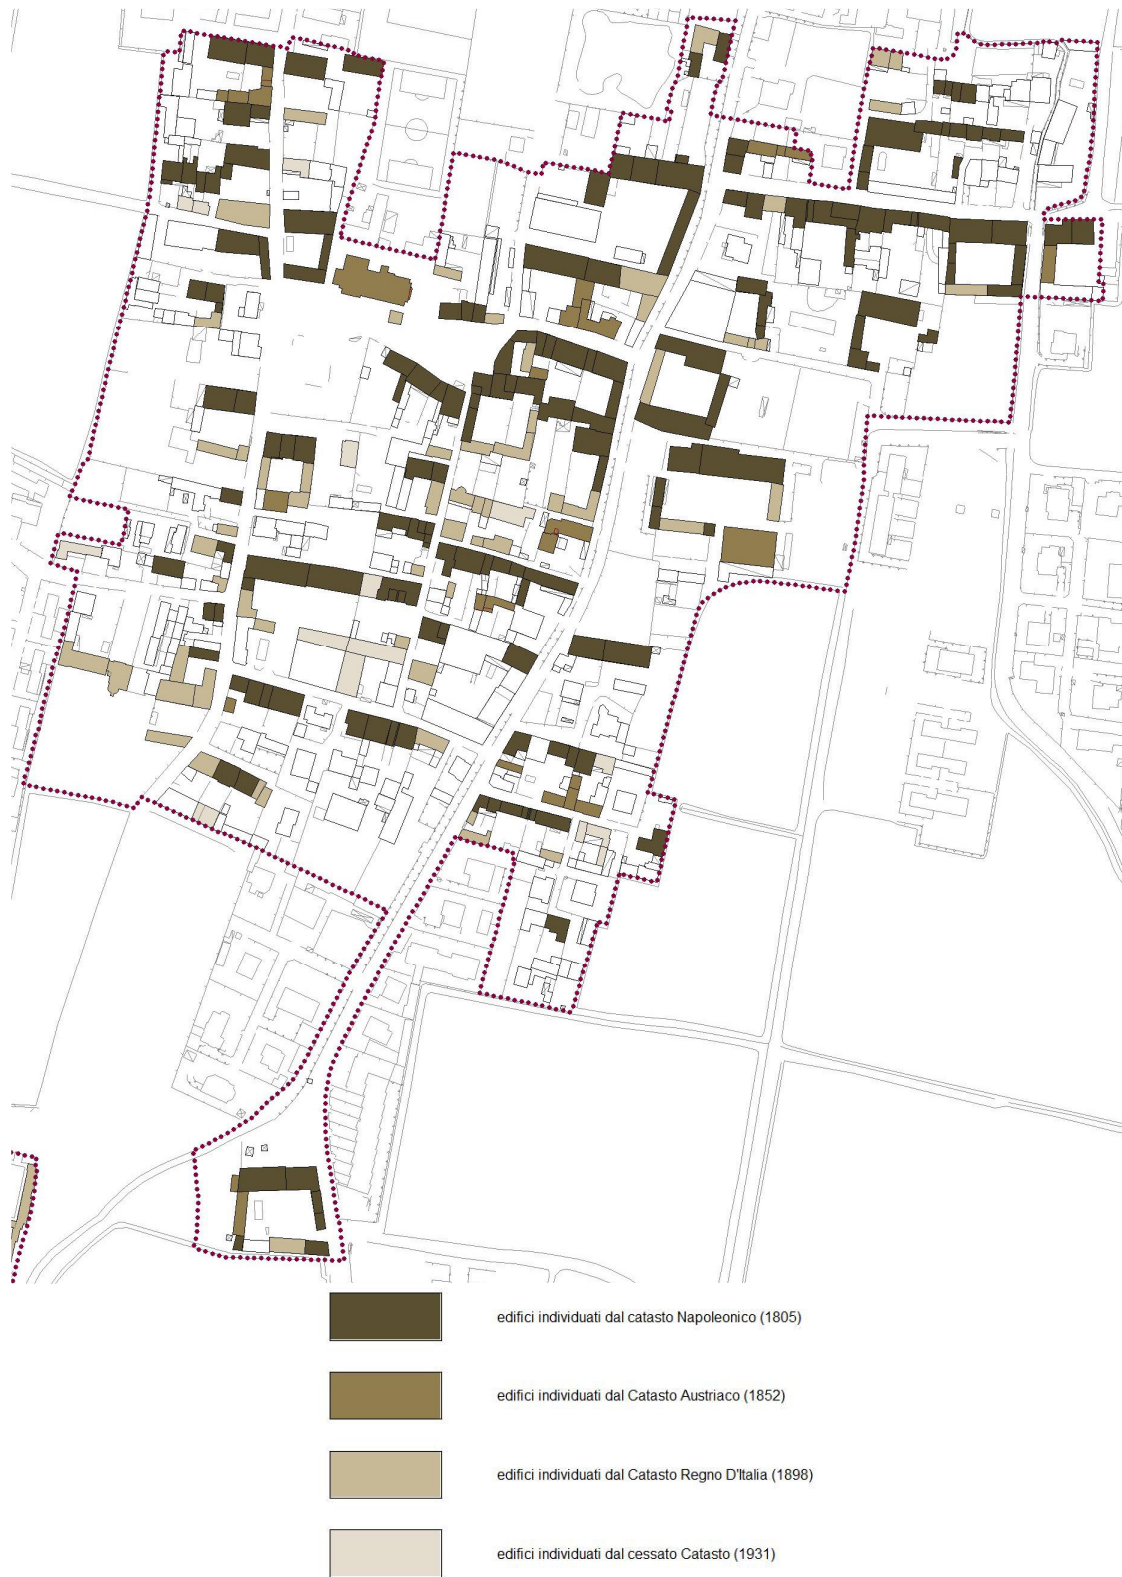 edifici individuati dal catasto Napoleonico (1805)
edifici individuati dal Catasto Austriaco (1852)
edifici individuati dal Catasto Regno D'Italia (1898)
edifici individuati dal cessato Catasto (1931)